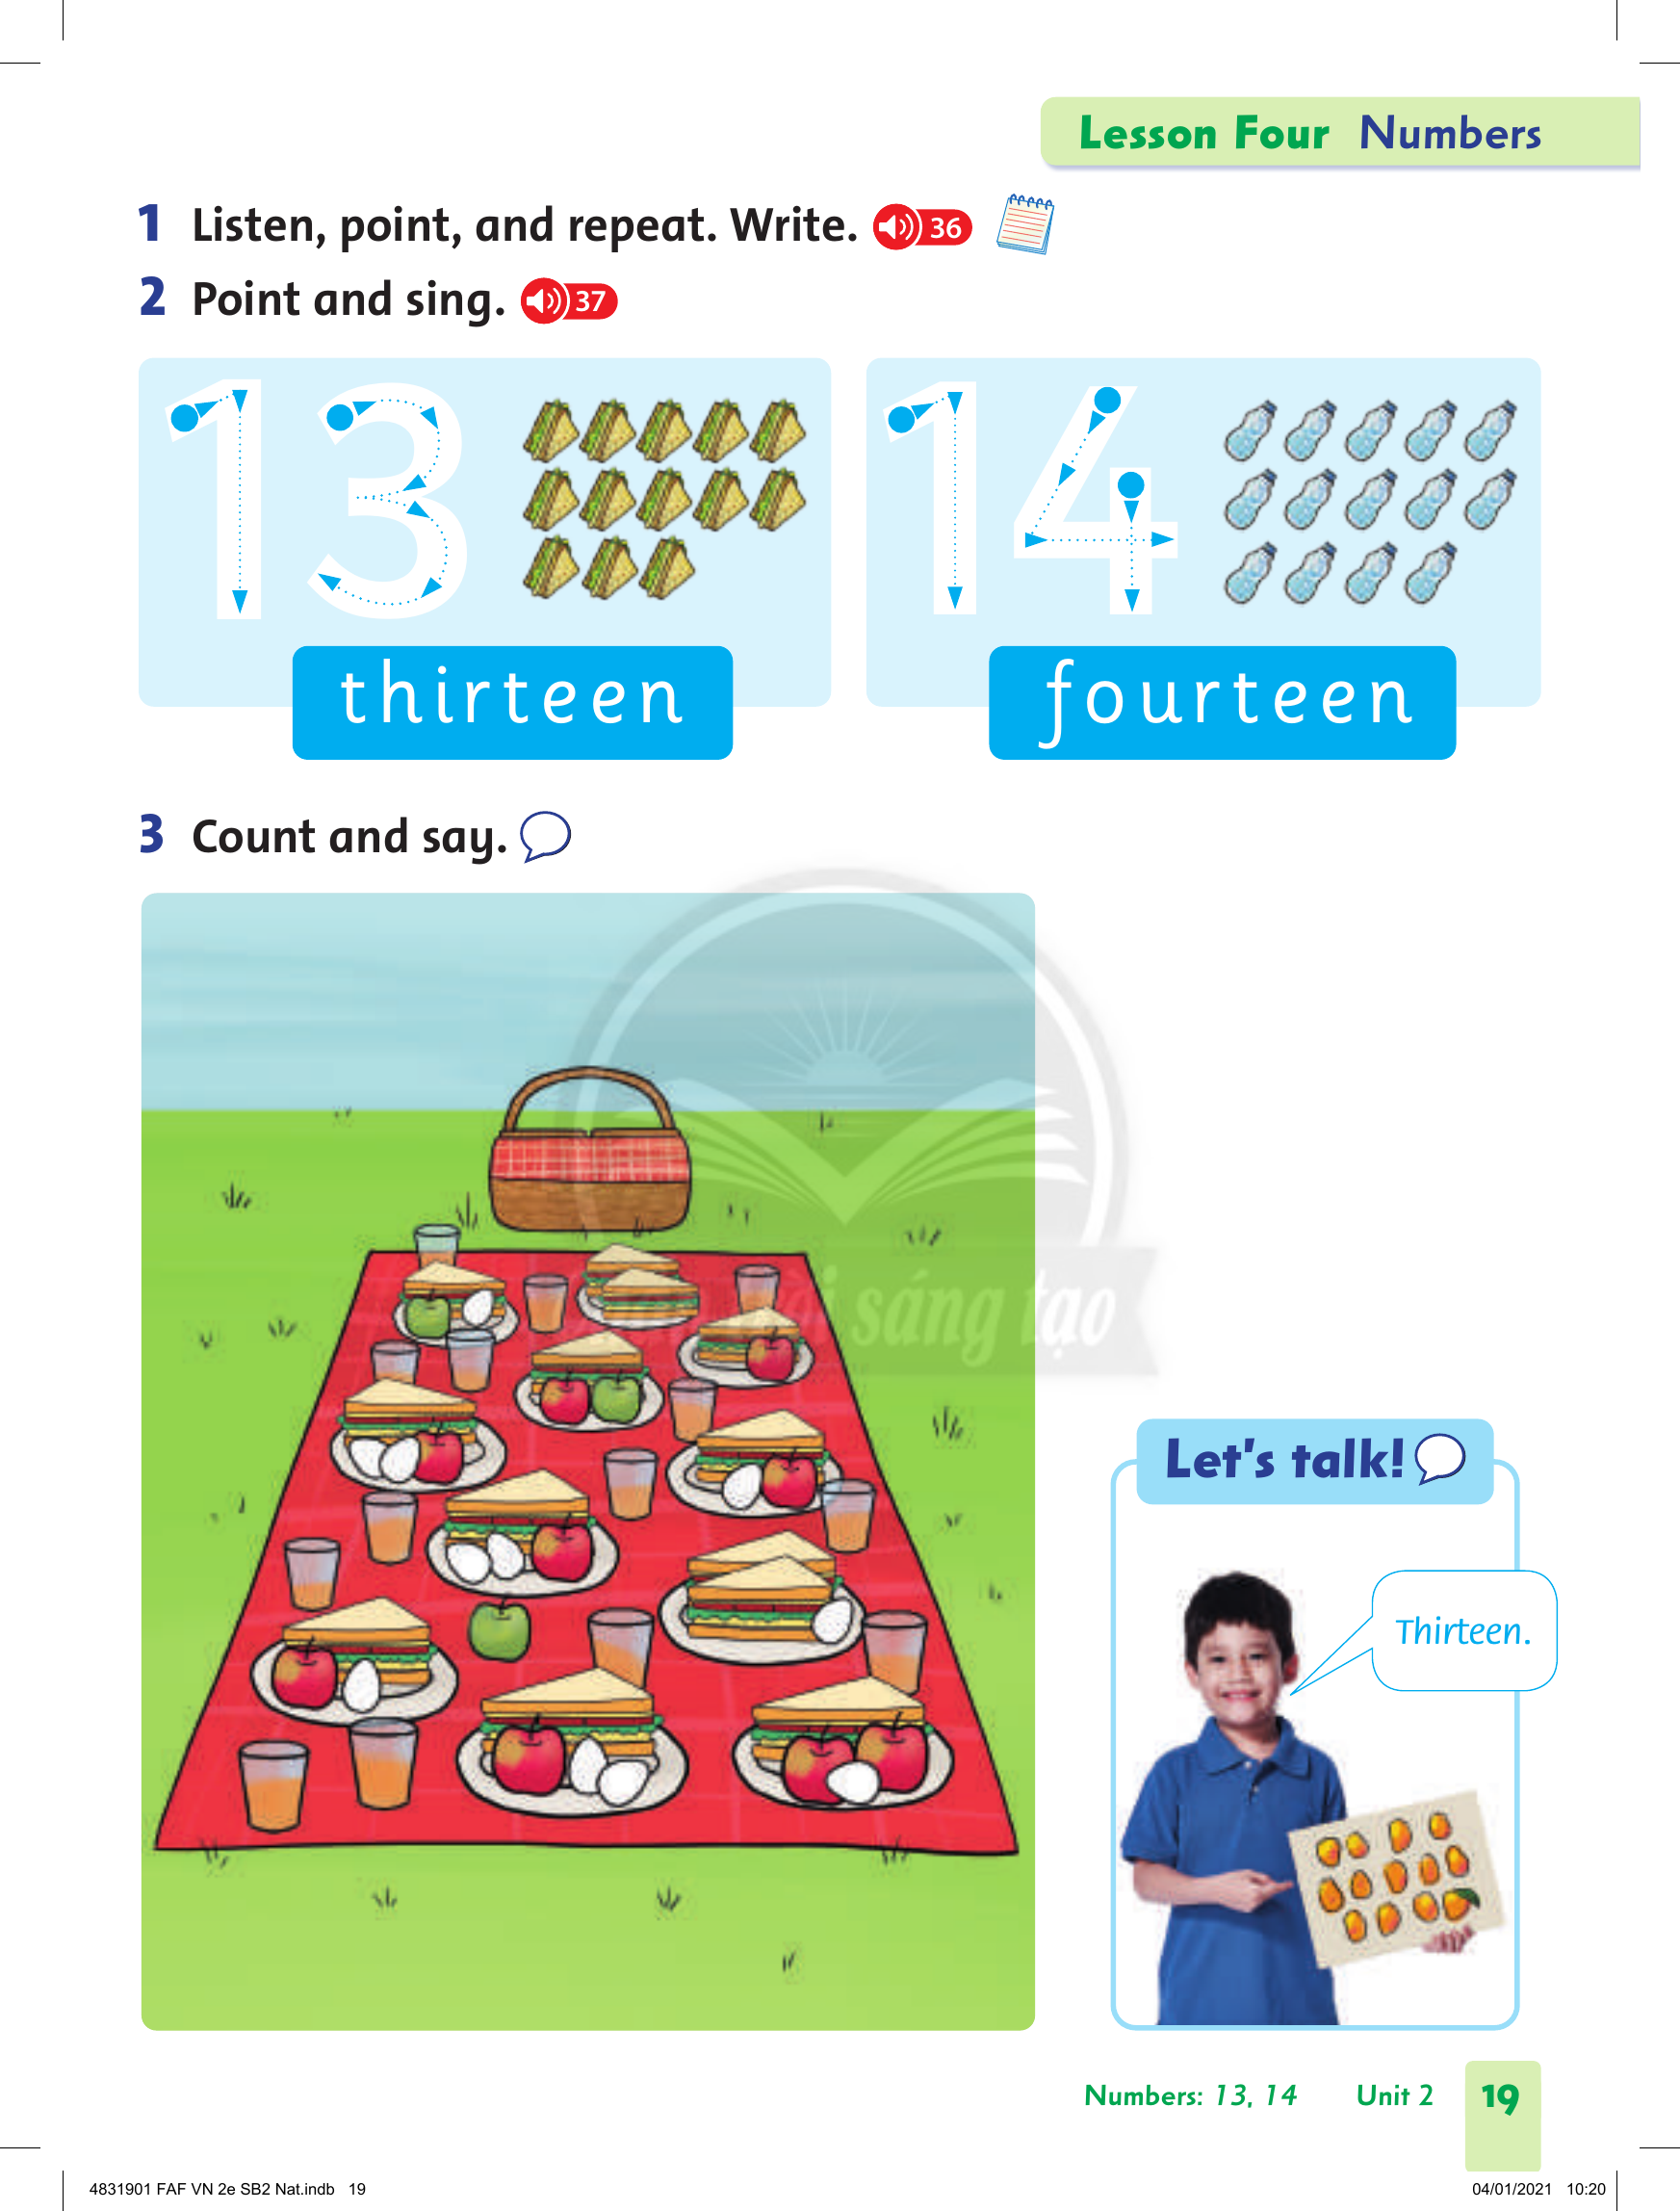 Lesson Four Numbers
1 Listen, point, and repeat. Write. 36
2 Point and sing. 37
13
14
thirteen
fourteen
3 Count and say.
sáng tạo
Let's talk!
Thirteen.
Numbers: 13, 14 Unit 2 19
4831901 FAF VN 2e SB2 Nat.indb 19
04/01/2021 10:20